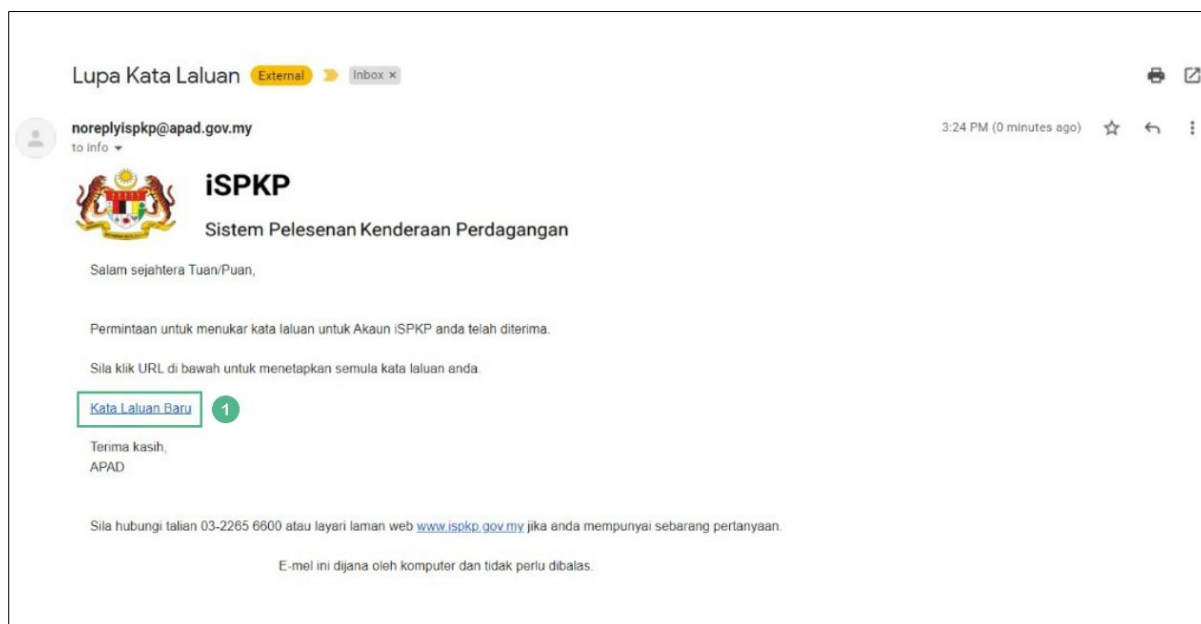 Lupa Kata Laluan External Inbox ×
noreplyispkp@apad.gov.my 3:24 PM (0 minutes ago)
to info
iSPKP
Sistem Pelesenan Kenderaan Perdagangan
Salam sejahtera Tuan/Puan,
Permintaan untuk menukar kata laluan untuk Akaun iSPKP anda telah diterima.
Sila klik URL di bawah untuk menetapkan semula kata laluan anda.
Kata Laluan Baru 1
Terima kasih,
APAD
Sila hubungi talian 03-2265 6600 atau layari laman web www.ispkp.gov.my jika anda mempunyai sebarang pertanyaan.
E-mel ini dijana oleh komputer dan tidak perlu dibalas.